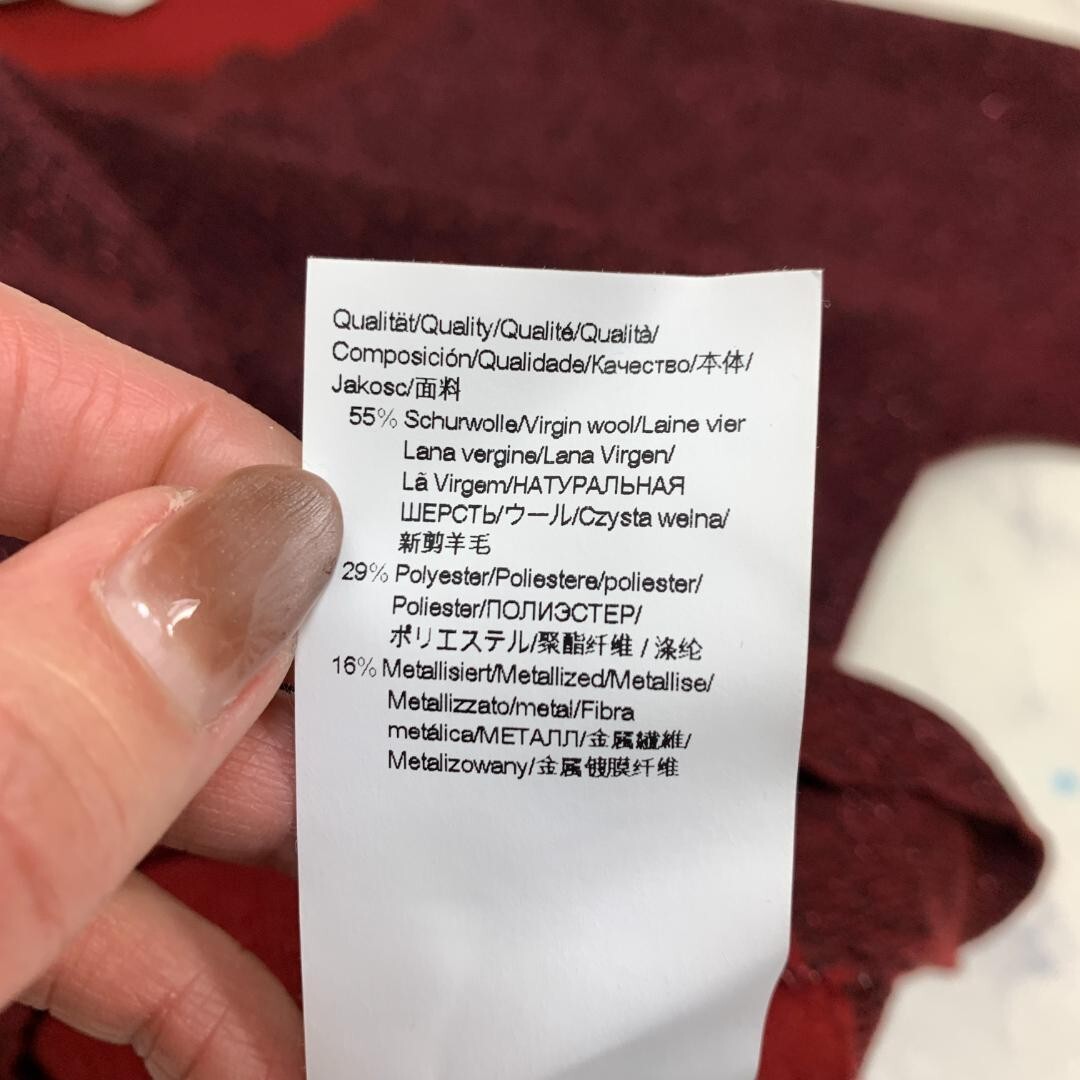 Qualität/Quality/Qualité/Qualità/
Composición/Qualidade/Качество/本体/
Jakosc/面料
55% Schurwolle/Virgin wool/Laine vier
Lana vergine/Lana Virgen/
Lã Virgem/НАТУРАЛЬНАЯ
ШЕРСТЬ/ウール/Czysta welna/
新剪羊毛
29% Polyester/Poliestere/poliester/
Poliester/ПОЛИЭСТЕР/
ポリエステル/聚酯纤维 / 涤纶
16% Metallisiert/Metallized/Metallise/
Metallizzato/metal/Fibra
metálica/МЕТАЛЛ/金属繊維/
Metalizowany/金属镀膜纤维